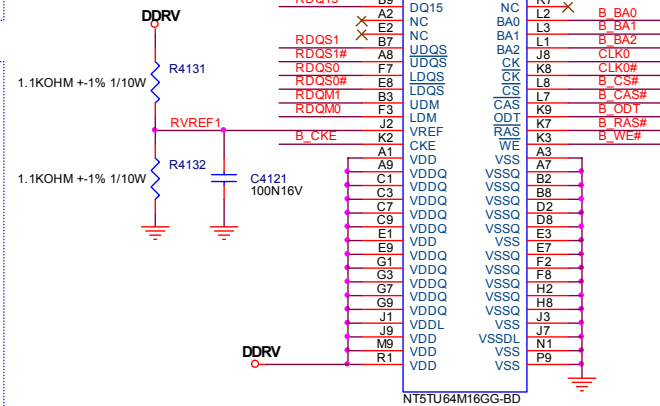 RDQ15 B9 DQ15 NC R7
A2 NC BA0 L2 B_BA0
E2 NC BA1 L3 B_BA1
RDQS1 B7 UDQS BA2 L1 B_BA2
RDQS1# A8 UDQS CK J8 CLK0
RDQS0 F7 LDQS CK K8 CLK0#
RDQS0# E8 LDQS CS L8 B_CS#
RDQM1 B3 UDM CAS L7 B_CAS#
RDQM0 F3 LDM ODT K9 B_ODT
RVREF1 J2 VREF RAS K7 B_RAS#
B_CKE K2 CKE WE K3 B_WE#
A1 VDD VSS A3
A9 VDDQ VSSQ A7
C1 VDDQ VSSQ B2
C3 VDDQ VSSQ B8
C7 VDDQ VSSQ D2
C9 VDDQ VSSQ D8
E1 VDD VSS E3
E9 VDDQ VSSQ E7
G1 VDDQ VSSQ F2
G3 VDDQ VSSQ F8
G7 VDDQ VSSQ H2
G9 VDDQ VSSQ H8
J1 VDDL VSS J3
J9 VDD VSSDL J7
M9 VDD VSS N1
R1 VDD VSS P9
DDRV
R4131
1.1KOHM +-1% 1/10W
R4132
1.1KOHM +-1% 1/10W
C4121
100N16V
DDRV
NT5TU64M16GG-BD